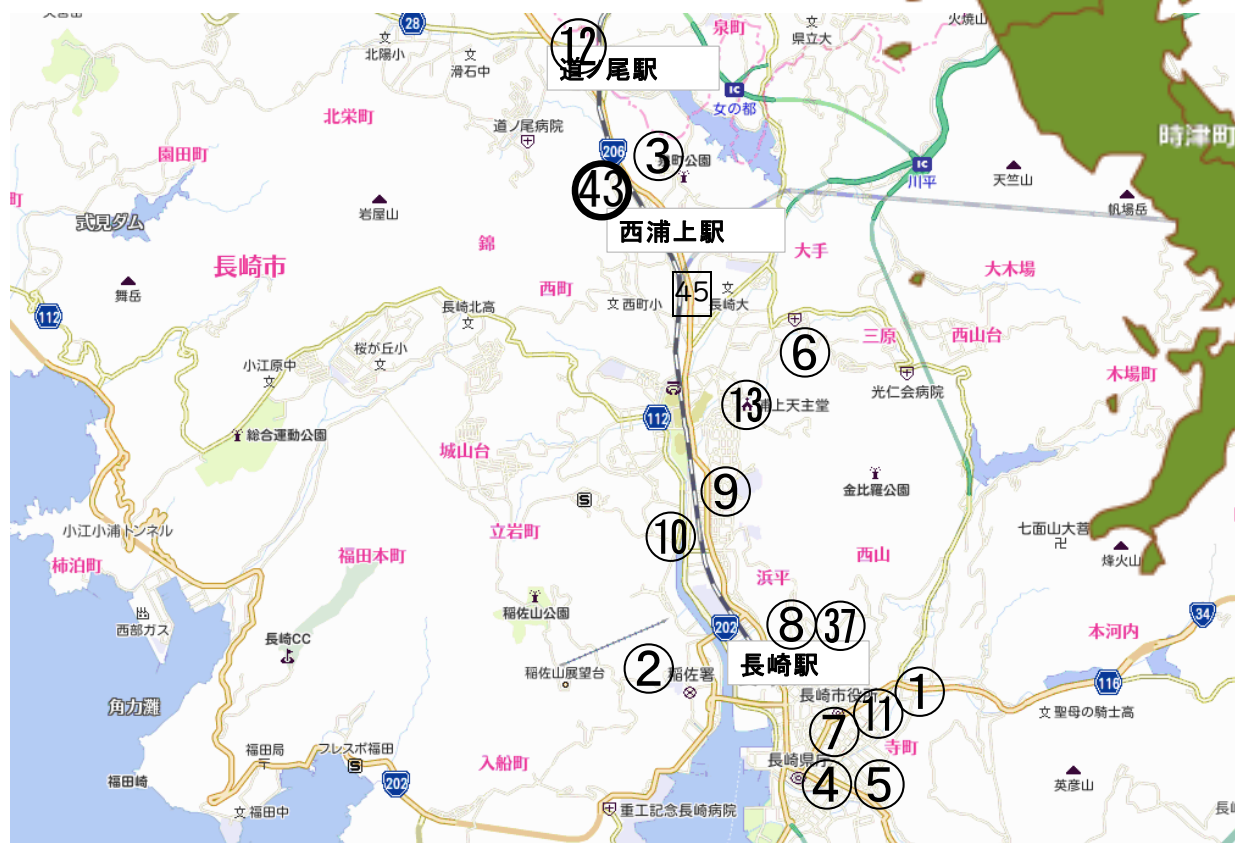 28
文
北陽小
文
滑石中
⑫
道ノ尾駅
泉町
文
県立大
火焼山
IC
女の都
北栄町
道ノ尾病院
園田町
206
③
町公園
時津町
IC
川平
天竺山
町
43
式見ダム
岩屋山
帆場岳
西浦上駅
錦
大手
長崎市
大木場
舞岳
西町
文 西町小
45
文
長崎大
112
長崎北高
文
桜が丘小
文
小江原中
文
⑥
三原
西山台
光仁会病院
木場町
⑬
浦上天主堂
112
総合運動公園
城山台
⑨
金比羅公園
S
小江小浦トンネル
立岩町
⑩
七面山大菩
卍
柿泊町
福田本町
西山
烽火山
浜平
稲佐山公園
西部ガス
長崎CC
202
⑧
㊲
34
本河内
長崎駅
稲佐山展望台
②
稲佐署
116
①
長崎市役所
⑪
角力灘
文 聖母の騎士高
⑦
寺町
福田局
〒
フレスポ福田
S
入船町
長崎県庁
福田崎
202
④
⑤
英彦山
文 福田中
重工記念長崎病院
長